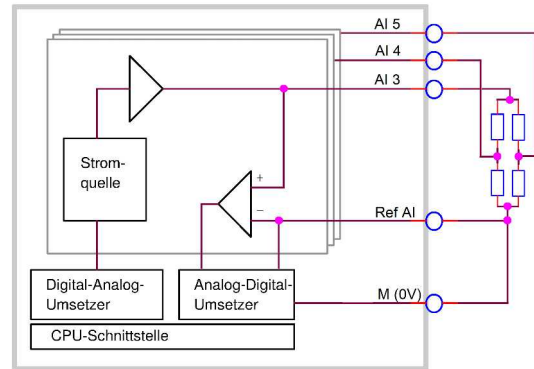 AI 5
AI 4
AI 3
Strom-
quelle
+
−
Ref AI
Digital-Analog-
Umsetzer
Analog-Digital-
Umsetzer
M (0V)
CPU-Schnittstelle